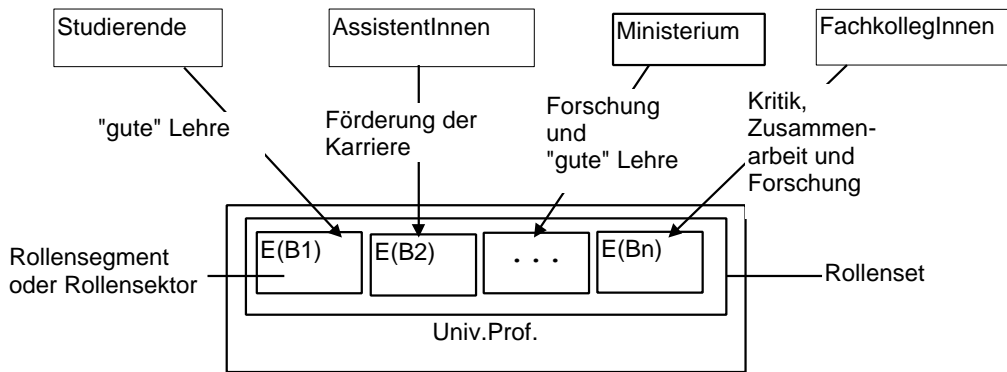 Studierende
AssistentInnen
Ministerium
FachkollegInnen
"gute" Lehre
Förderung der
Karriere
Forschung
und
"gute" Lehre
Kritik,
Zusammen-
arbeit und
Forschung
Rollensegment
oder Rollensektor
E(B1)
E(B2)
. . .
E(Bn)
Rollenset
Univ.Prof.